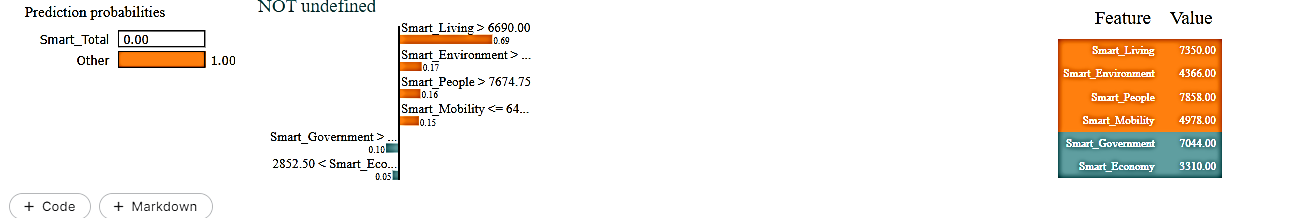 Prediction probabilities
Smart_Total 0.00
Other 1.00
NOT undefined
Smart_Living > 6690.00
0.69
Smart_Environment > ...
0.17
Smart_People > 7674.75
0.16
Smart_Mobility <= 64...
0.15
Smart_Government > ...
0.10
2852.50 < Smart_Eco...
0.05
Feature Value
Smart_Living 7350.00
Smart_Environment 4366.00
Smart_People 7858.00
Smart_Mobility 4978.00
Smart_Government 7044.00
Smart_Economy 3310.00
+ Code + Markdown